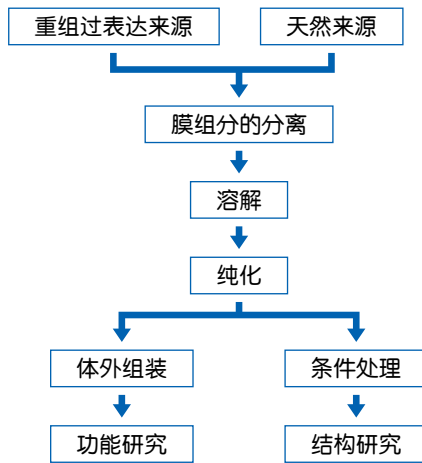 重组过表达来源
天然来源
膜组分的分离
溶解
纯化
体外组装
条件处理
功能研究
结构研究